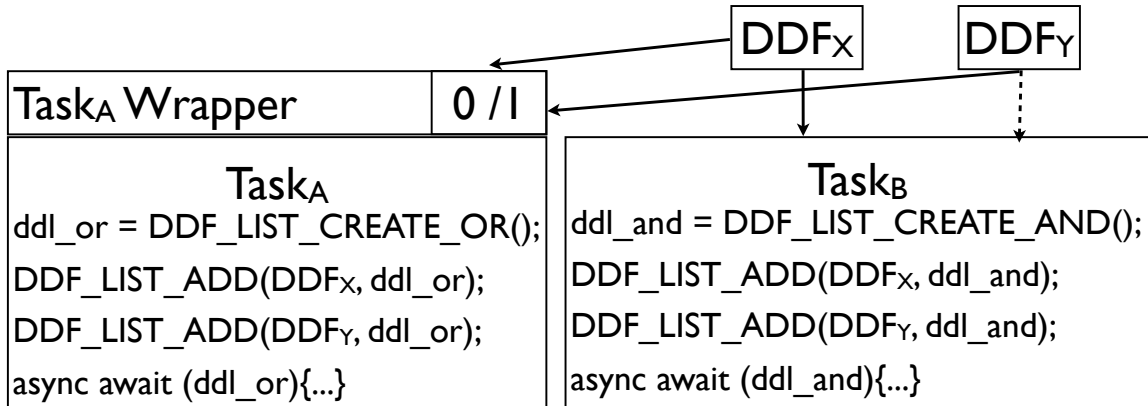 DDFX DDFY
TaskA Wrapper 0 /1
TaskA
ddl_or = DDF_LIST_CREATE_OR();
DDF_LIST_ADD(DDFX, ddl_or);
DDF_LIST_ADD(DDFY, ddl_or);
async await (ddl_or){...}
TaskB
ddl_and = DDF_LIST_CREATE_AND();
DDF_LIST_ADD(DDFX, ddl_and);
DDF_LIST_ADD(DDFY, ddl_and);
async await (ddl_and){...}